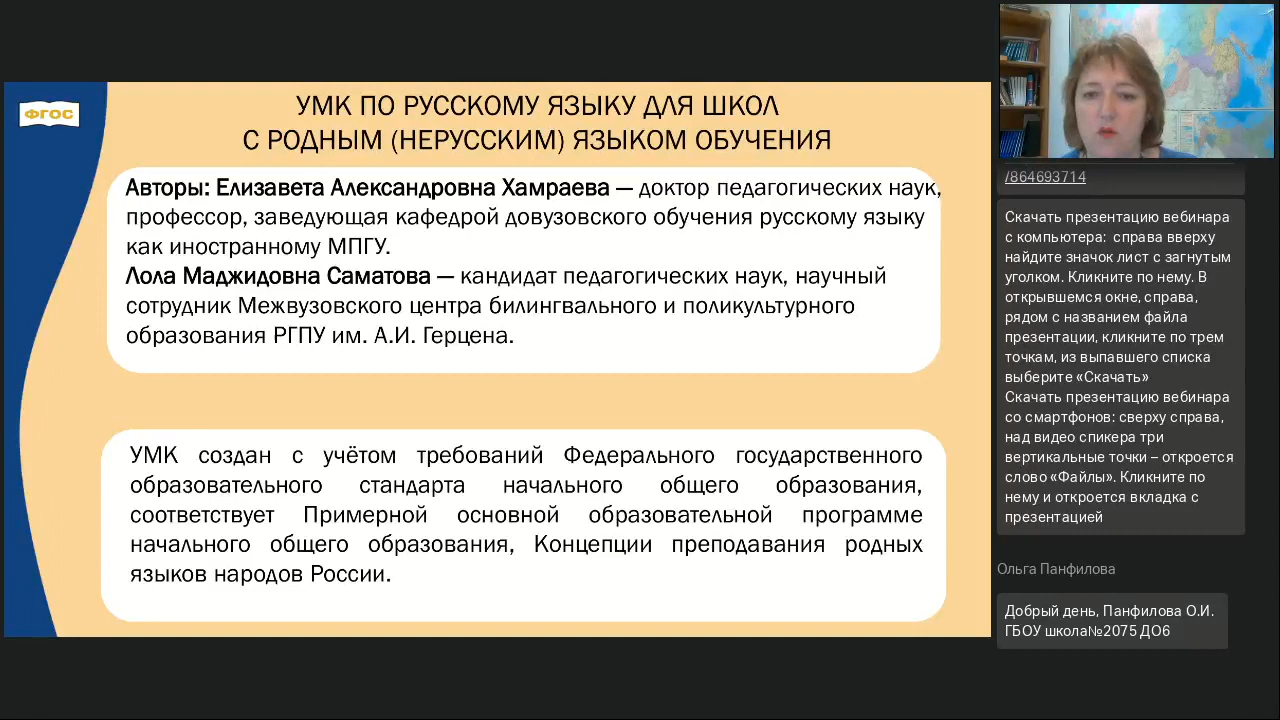 ФГОС
УМК ПО РУССКОМУ ЯЗЫКУ ДЛЯ ШКОЛ
С РОДНЫМ (НЕРУССКИМ) ЯЗЫКОМ ОБУЧЕНИЯ
Авторы: Елизавета Александровна Хамраева — доктор педагогических наук,
профессор, заведующая кафедрой довузовского обучения русскому языку
как иностранному МПГУ.
Лола Маджидовна Саматова — кандидат педагогических наук, научный
сотрудник Межвузовского центра билингвального и поликультурного
образования РГПУ им. А.И. Герцена.
УМК создан с учётом требований Федерального государственного
образовательного стандарта начального общего образования,
соответствует Примерной основной образовательной программе
начального общего образования, Концепции преподавания родных
языков народов России.
/864693714
Скачать презентацию вебинара
с компьютера: справа вверху
найдите значок лист с загнутым
уголком. Кликните по нему. В
открывшемся окне, справа,
рядом с названием файла
презентации, кликните по трем
точкам, из выпавшего списка
выберите «Скачать»
Скачать презентацию вебинара
со смартфонов: сверху справа,
над видео спикера три
вертикальные точки – откроется
слово «Файлы». Кликните по
нему и откроется вкладка с
презентацией
Ольга Панфилова
Добрый день, Панфилова О.И.
ГБОУ школа№2075 ДО6